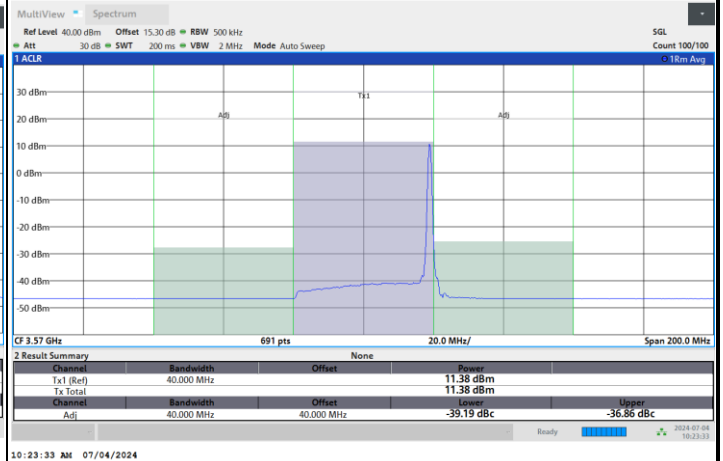 MultiView Spectrum
Ref Level 40.00 dBm Offset 15.30 dB RBW 500 kHz SGL
Att 30 dB SWT 200 ms VBW 2 MHz Mode Auto Sweep Count 100/100
1 ACLR 1Rm Avg
30 dBm
Tx1
20 dBm
Adj Adj
10 dBm
0 dBm
-10 dBm
-20 dBm
-30 dBm
-40 dBm
-50 dBm
CF 3.57 GHz 691 pts 20.0 MHz/ Span 200.0 MHz
2 Result Summary None
Channel Bandwidth Offset Power
Tx1 (Ref) 40.000 MHz 11.38 dBm
Tx Total 11.38 dBm
Channel Bandwidth Offset Lower Upper
Adj 40.000 MHz 40.000 MHz -39.19 dBc -36.86 dBc
Ready 2024-07-04
10:23:33
10:23:33 AM 07/04/2024